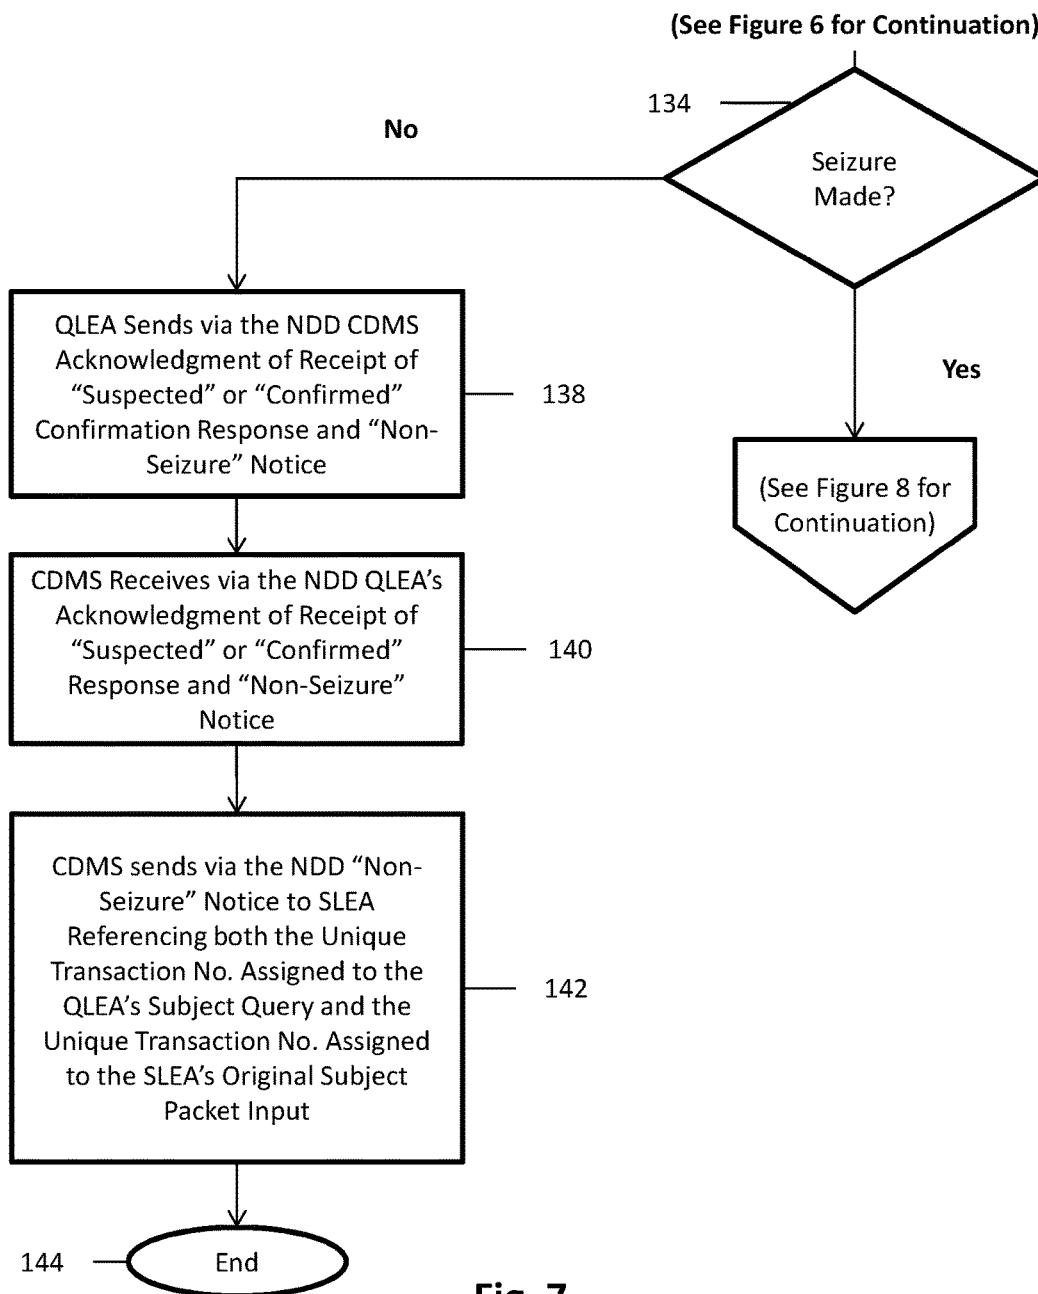 (See Figure 6 for Continuation)
134
No
Seizure
Made?
QLEA Sends via the NDD CDMS
Acknowledgment of Receipt of
“Suspected” or “Confirmed”
Confirmation Response and “Non-
Seizure” Notice
138
Yes
(See Figure 8 for
Continuation)
CDMS Receives via the NDD QLEA’s
Acknowledgment of Receipt of
“Suspected” or “Confirmed”
Response and “Non-Seizure”
Notice
140
CDMS sends via the NDD “Non-
Seizure” Notice to SLEA
Referencing both the Unique
Transaction No. Assigned to the
QLEA’s Subject Query and the
Unique Transaction No. Assigned
to the SLEA’s Original Subject
Packet Input
142
144
End
Fig. 7